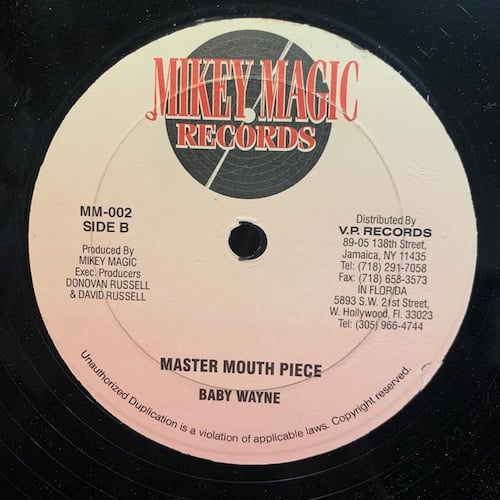 MIKEY MAGIC
RECORDS
MM-002
SIDE B
Produced By
MIKEY MAGIC
Exec. Producers
DONOVAN RUSSELL
& DAVID RUSSELL
Distributed By
V.P. RECORDS
89-05 138th Street,
Jamaica, NY 11435
Tel: (718) 291-7058
Fax: (718) 658-3573
IN FLORIDA
5893 S.W. 21st Street,
W. Hollywood, Fl. 33023
Tel: (305) 966-4744
MASTER MOUTH PIECE
BABY WAYNE
Unauthorized Duplication is a violation of applicable laws. Copyright reserved.